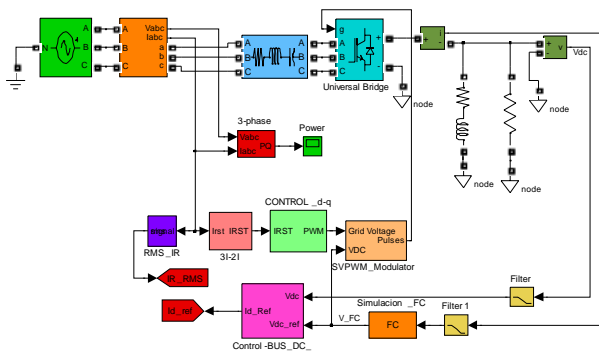 Vabc
Iabc
N
A
B
C
A
B
C
a
b
c
A
B
C
A
B
C
g
A
B
C
+
-
Universal Bridge
node
+
-
i
+
-
v
Vdc
node
node
node
3-phase
Vabc
Iabc
PQ
Power
CONTROL _d-q
signal
RMS_IR
Irst IRST
3I-2I
IRST PWM
Grid Voltage
Pulses
VDC
SVPWM_Modulator
IR_RMS
Id_ref
Vdc
Id_Ref
Vdc_ref
Control -BUS_DC_
V_FC
Simulacion _FC
FC
Filter 1
Filter